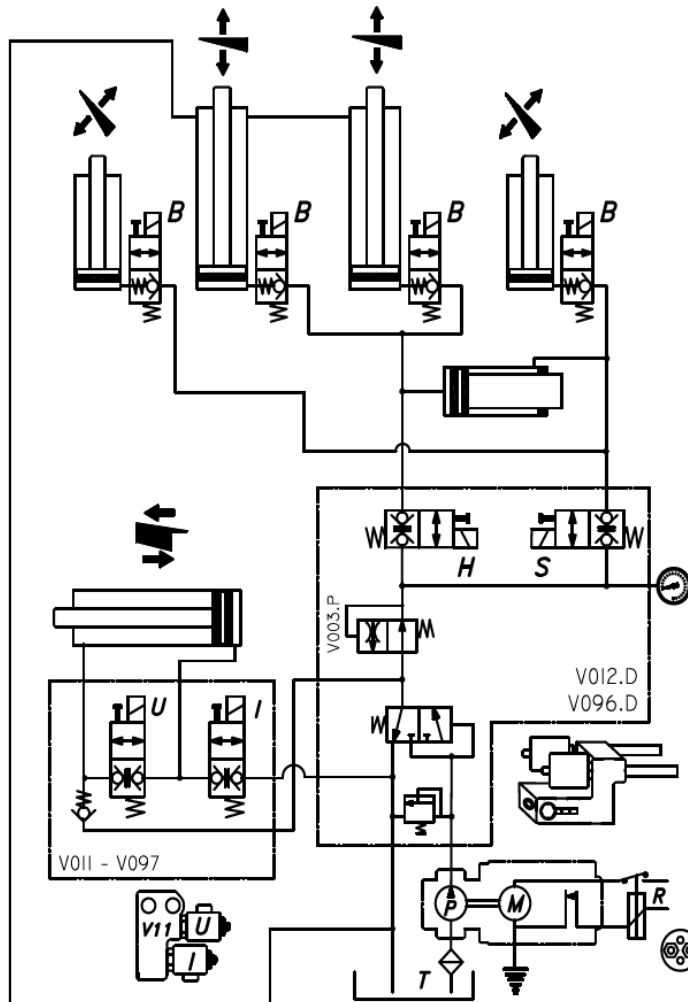 B B B B
H S
V003.P
V012.D
V096.D
U I
V011 - V097
P M R
V11 U
I
T